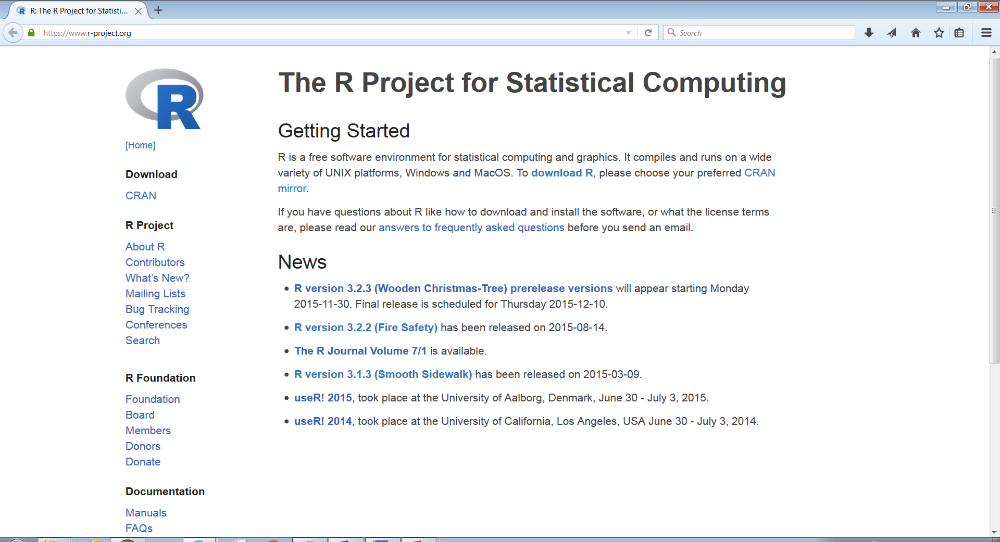 R: The R Project for Statisti...
https://www.r-project.org
Search
R
[Home]
Download
CRAN
R Project
About R
Contributors
What's New?
Mailing Lists
Bug Tracking
Conferences
Search
R Foundation
Foundation
Board
Members
Donors
Donate
Documentation
Manuals
FAQs
The R Project for Statistical Computing
Getting Started
R is a free software environment for statistical computing and graphics. It compiles and runs on a wide
variety of UNIX platforms, Windows and MacOS. To download R, please choose your preferred CRAN
mirror.
If you have questions about R like how to download and install the software, or what the license terms
are, please read our answers to frequently asked questions before you send an email.
News
• R version 3.2.3 (Wooden Christmas-Tree) prerelease versions will appear starting Monday
2015-11-30. Final release is scheduled for Thursday 2015-12-10.
• R version 3.2.2 (Fire Safety) has been released on 2015-08-14.
• The R Journal Volume 7/1 is available.
• R version 3.1.3 (Smooth Sidewalk) has been released on 2015-03-09.
• useR! 2015, took place at the University of Aalborg, Denmark, June 30 - July 3, 2015.
• useR! 2014, took place at the University of California, Los Angeles, USA June 30 - July 3, 2014.